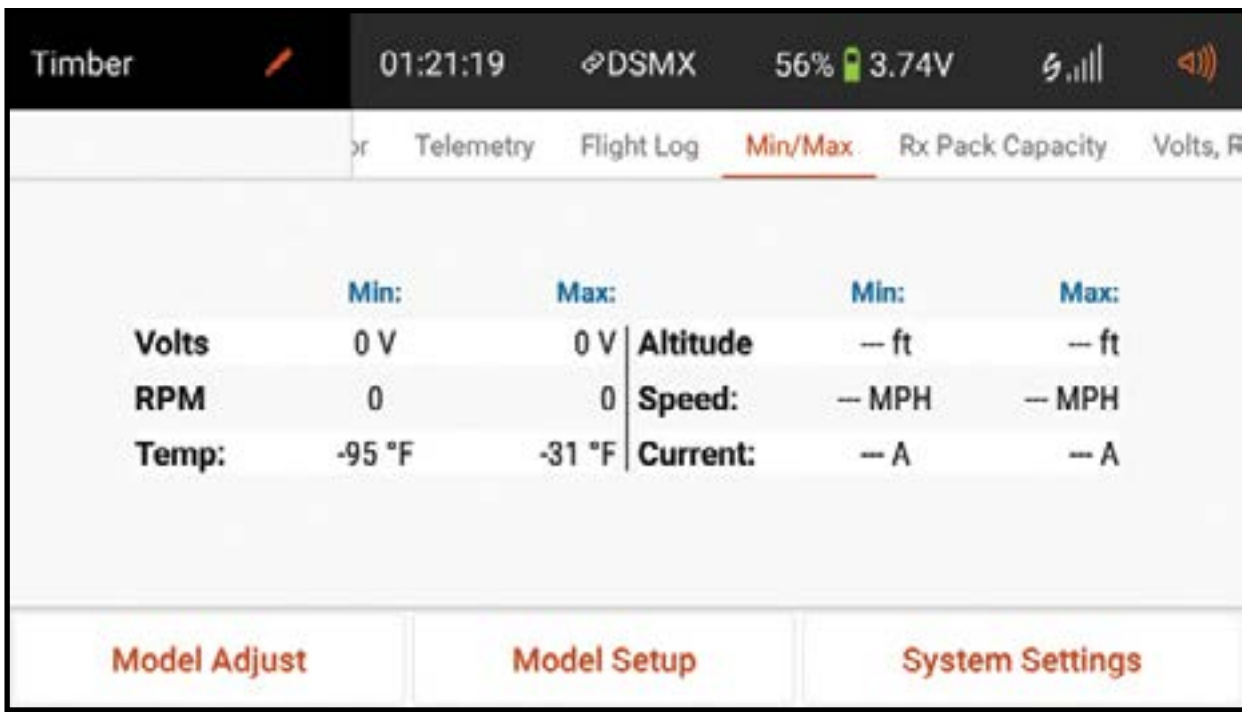 Timber 01:21:19 DSMX 56% 3.74V
or Telemetry Flight Log Min/Max Rx Pack Capacity Volts, R
Min: Max: Min: Max:
Volts 0 V 0 V Altitude --- ft --- ft
RPM 0 0 Speed: --- MPH --- MPH
Temp: -95 °F -31 °F Current: --- A --- A
Model Adjust Model Setup System Settings